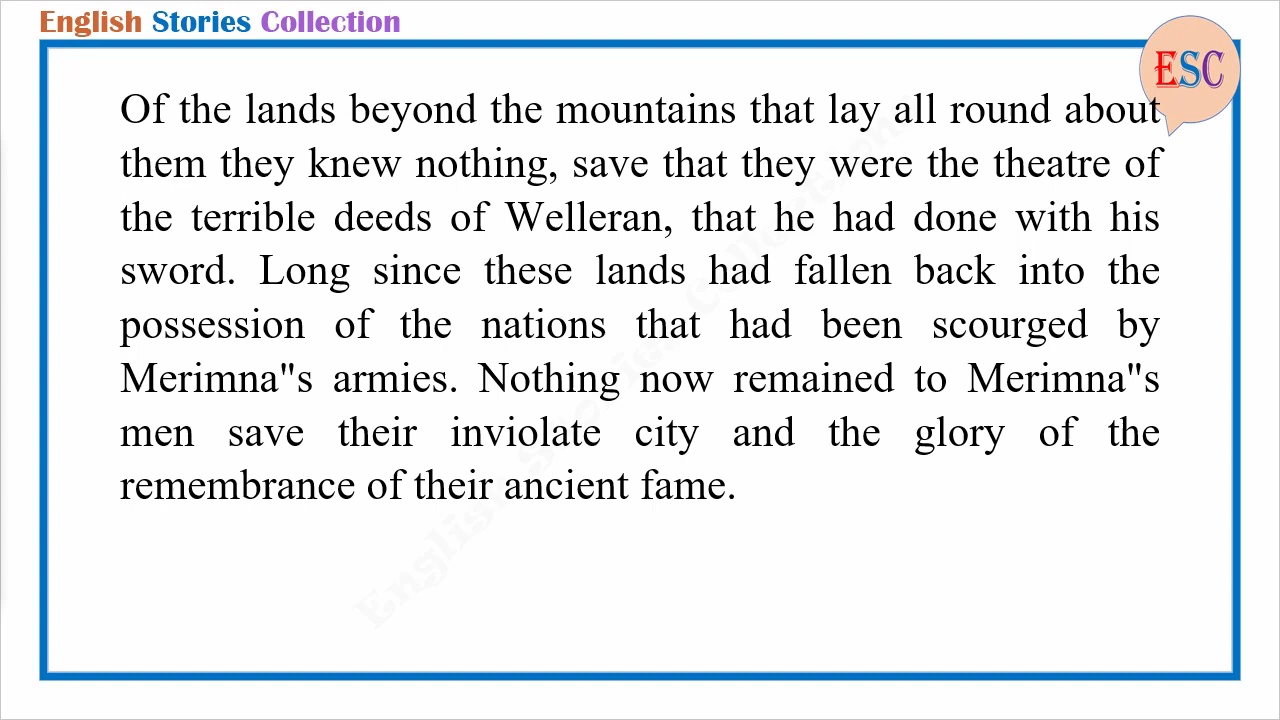 English Stories Collection
ESC
Of the lands beyond the mountains that lay all round about
them they knew nothing, save that they were the theatre of
the terrible deeds of Welleran, that he had done with his
sword. Long since these lands had fallen back into the
possession of the nations that had been scourged by
Merimna"s armies. Nothing now remained to Merimna"s
men save their inviolate city and the glory of the
remembrance of their ancient fame.
English Stories Collection